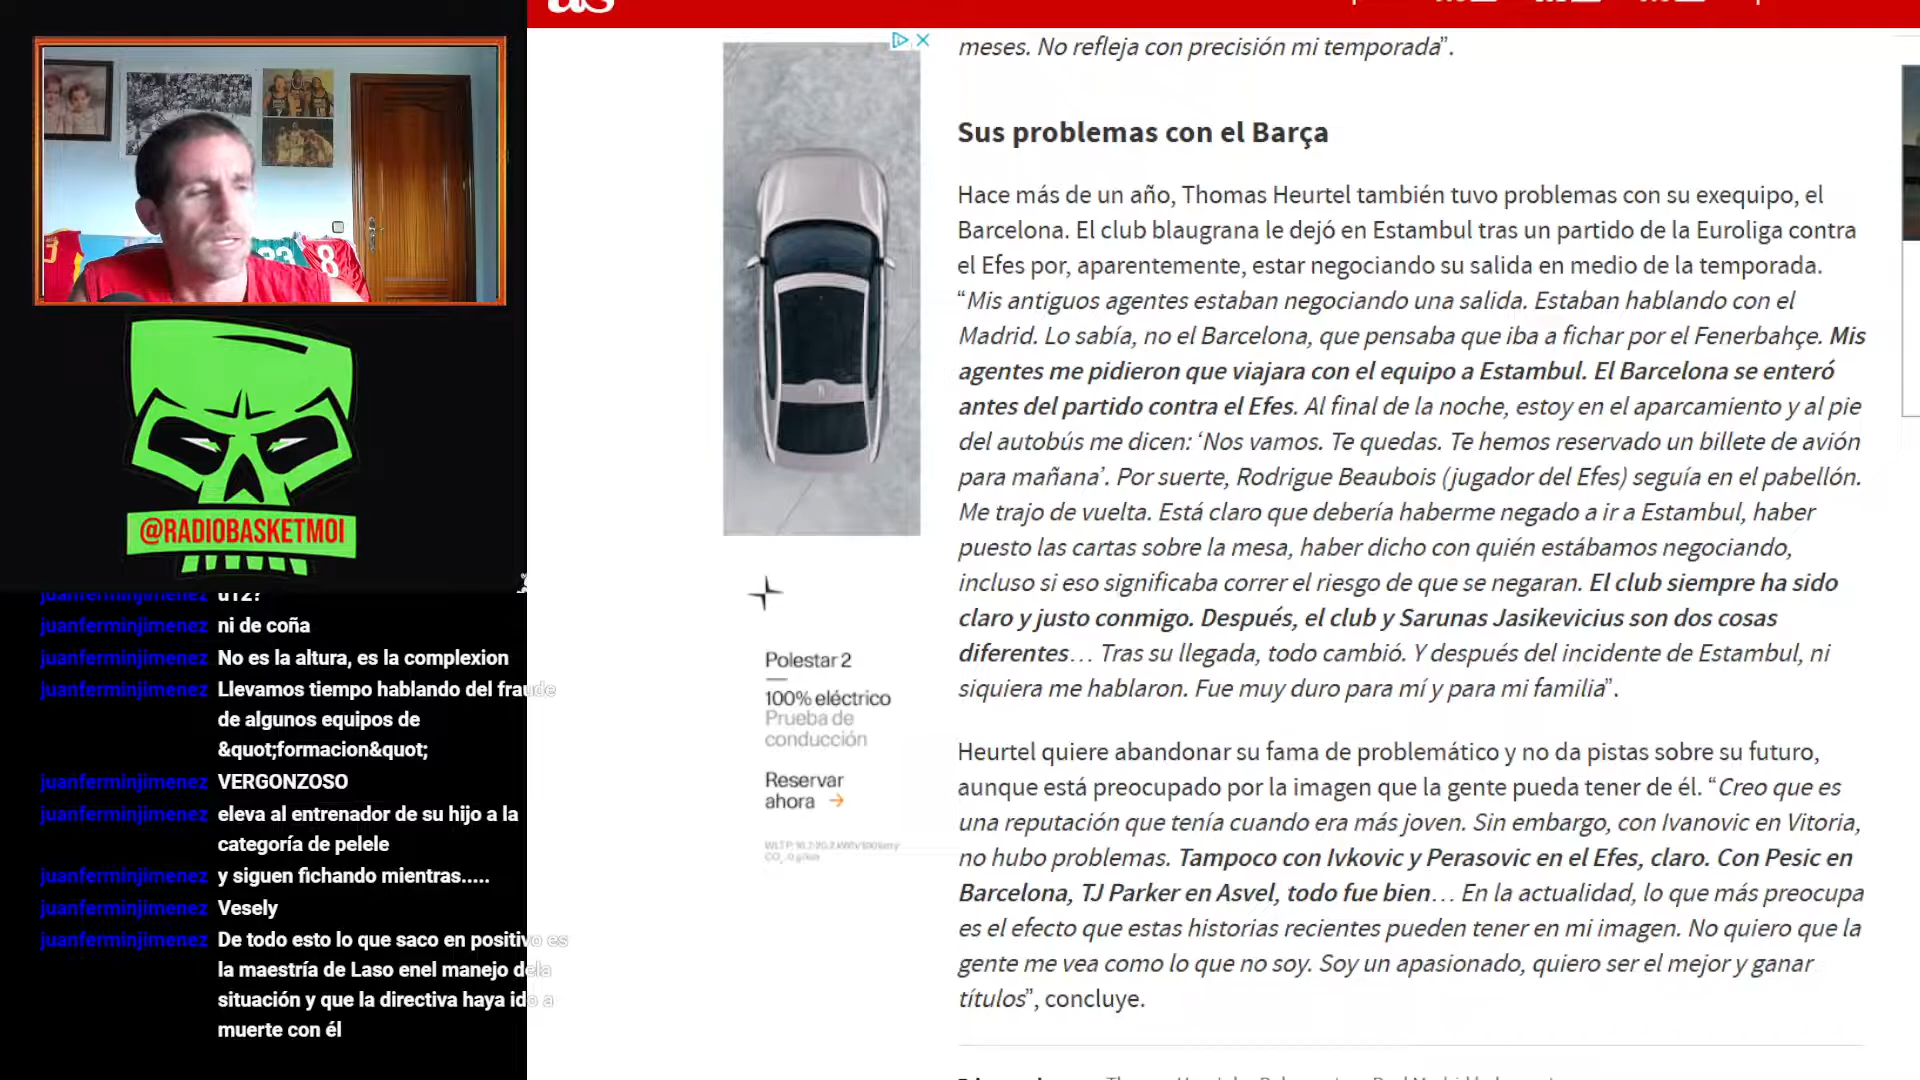 as
meses. No refleja con precisión mi temporada”.
Sus problemas con el Barça
Hace más de un año, Thomas Heurtel también tuvo problemas con su exequipo, el
Barcelona. El club blaugrana le dejó en Estambul tras un partido de la Euroliga contra
el Efes por, aparentemente, estar negociando su salida en medio de la temporada.
“Mis antiguos agentes estaban negociando una salida. Estaban hablando con el
Madrid. Lo sabía, no el Barcelona, que pensaba que iba a fichar por el Fenerbahçe. Mis
agentes me pidieron que viajara con el equipo a Estambul. El Barcelona se enteró
antes del partido contra el Efes. Al final de la noche, estoy en el aparcamiento y al pie
del autobús me dicen: ‘Nos vamos. Te quedas. Te hemos reservado un billete de avión
para mañana’. Por suerte, Rodrigue Beaubois (jugador del Efes) seguía en el pabellón.
Me trajo de vuelta. Está claro que debería haberme negado a ir a Estambul, haber
puesto las cartas sobre la mesa, haber dicho con quién estábamos negociando,
incluso si eso significaba correr el riesgo de que se negaran. El club siempre ha sido
claro y justo conmigo. Después, el club y Sarunas Jasikevicius son dos cosas
diferentes… Tras su llegada, todo cambió. Y después del incidente de Estambul, ni
siquiera me hablaron. Fue muy duro para mí y para mi familia”.
Heurtel quiere abandonar su fama de problemático y no da pistas sobre su futuro,
aunque está preocupado por la imagen que la gente pueda tener de él. “Creo que es
una reputación que tenía cuando era más joven. Sin embargo, con Ivanovic en Vitoria,
no hubo problemas. Tampoco con Ivkovic y Perasovic en el Efes, claro. Con Pesic en
Barcelona, TJ Parker en Asvel, todo fue bien… En la actualidad, lo que más preocupa
es el efecto que estas historias recientes pueden tener en mi imagen. No quiero que la
gente me vea como lo que no soy. Soy un apasionado, quiero ser el mejor y ganar
títulos”, concluye.
Polestar 2
100% eléctrico
Prueba de
conducción
Reservar
ahora →
8
@RADIOBASKETMOI
juanferminjimenez u12?
juanferminjimenez ni de coña
juanferminjimenez No es la altura, es la complexion
juanferminjimenez Llevamos tiempo hablando del fraude
de algunos equipos de
&quot;formacion&quot;
juanferminjimenez VERGONZOSO
juanferminjimenez eleva al entrenador de su hijo a la
categoría de pelele
juanferminjimenez y siguen fichando mientras.....
juanferminjimenez Vesely
juanferminjimenez De todo esto lo que saco en positivo es
la maestría de Laso enel manejo dela
situación y que la directiva haya ido a
muerte con él